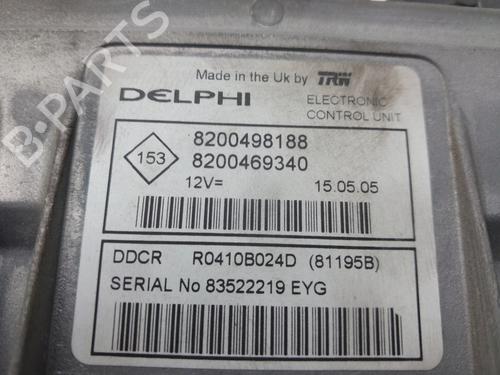 Made in the Uk by TRW
DELPHI
ELECTRONIC
CONTROL UNIT
153
8200498188
8200469340
12V=
15.05.05
DDCR R0410B024D (81195B)
SERIAL No 83522219 EYG
B-PARTS